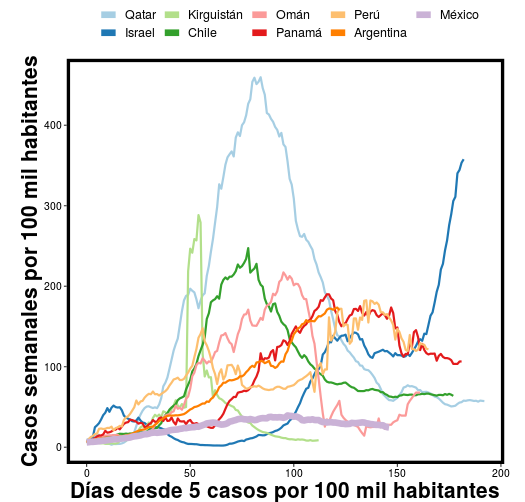 Qatar Kirguistán Omán Perú México
Israel Chile Panamá Argentina
Casos semanales por 100 mil habitantes
400
300
200
100
0
0 50 100 150 200
Días desde 5 casos por 100 mil habitantes